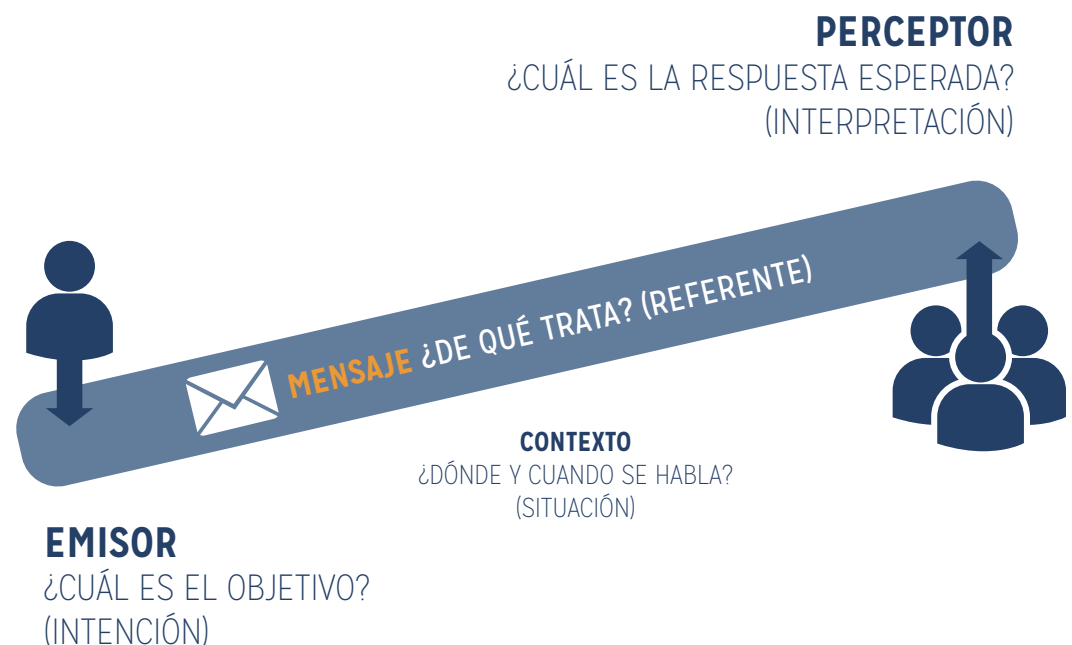 PERCEPTOR
¿CUÁL ES LA RESPUESTA ESPERADA?
(INTERPRETACIÓN)
MENSAJE ¿DE QUÉ TRATA? (REFERENTE)
CONTEXTO
¿DÓNDE Y CUANDO SE HABLA?
(SITUACIÓN)
EMISOR
¿CUÁL ES EL OBJETIVO?
(INTENCIÓN)